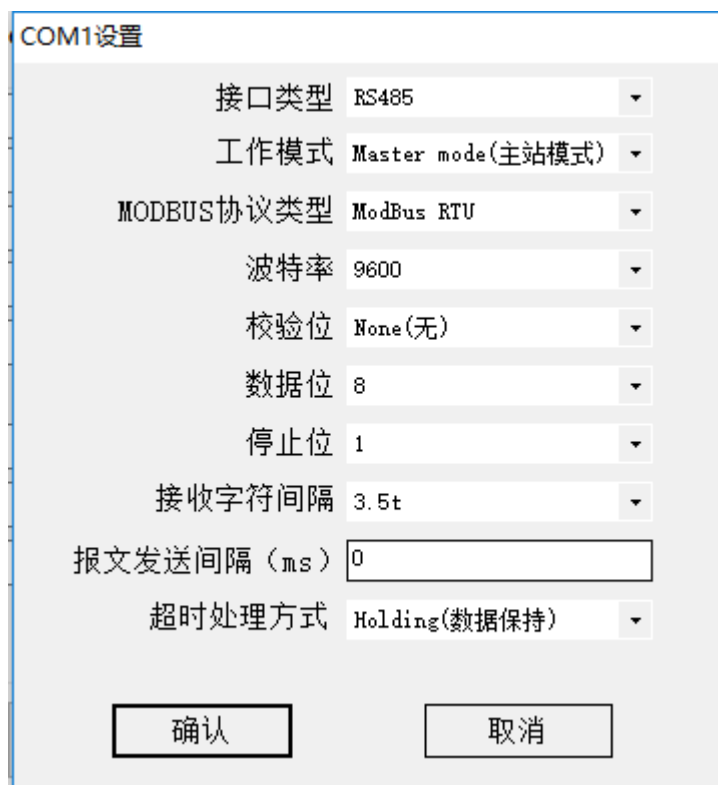 COM1设置
接口类型 RS485
工作模式 Master mode(主站模式)
MODBUS协议类型 ModBus RTU
波特率 9600
校验位 None(无)
数据位 8
停止位 1
接收字符间隔 3.5t
报文发送间隔（ms） 0
超时处理方式 Holding(数据保持)
确认 取消